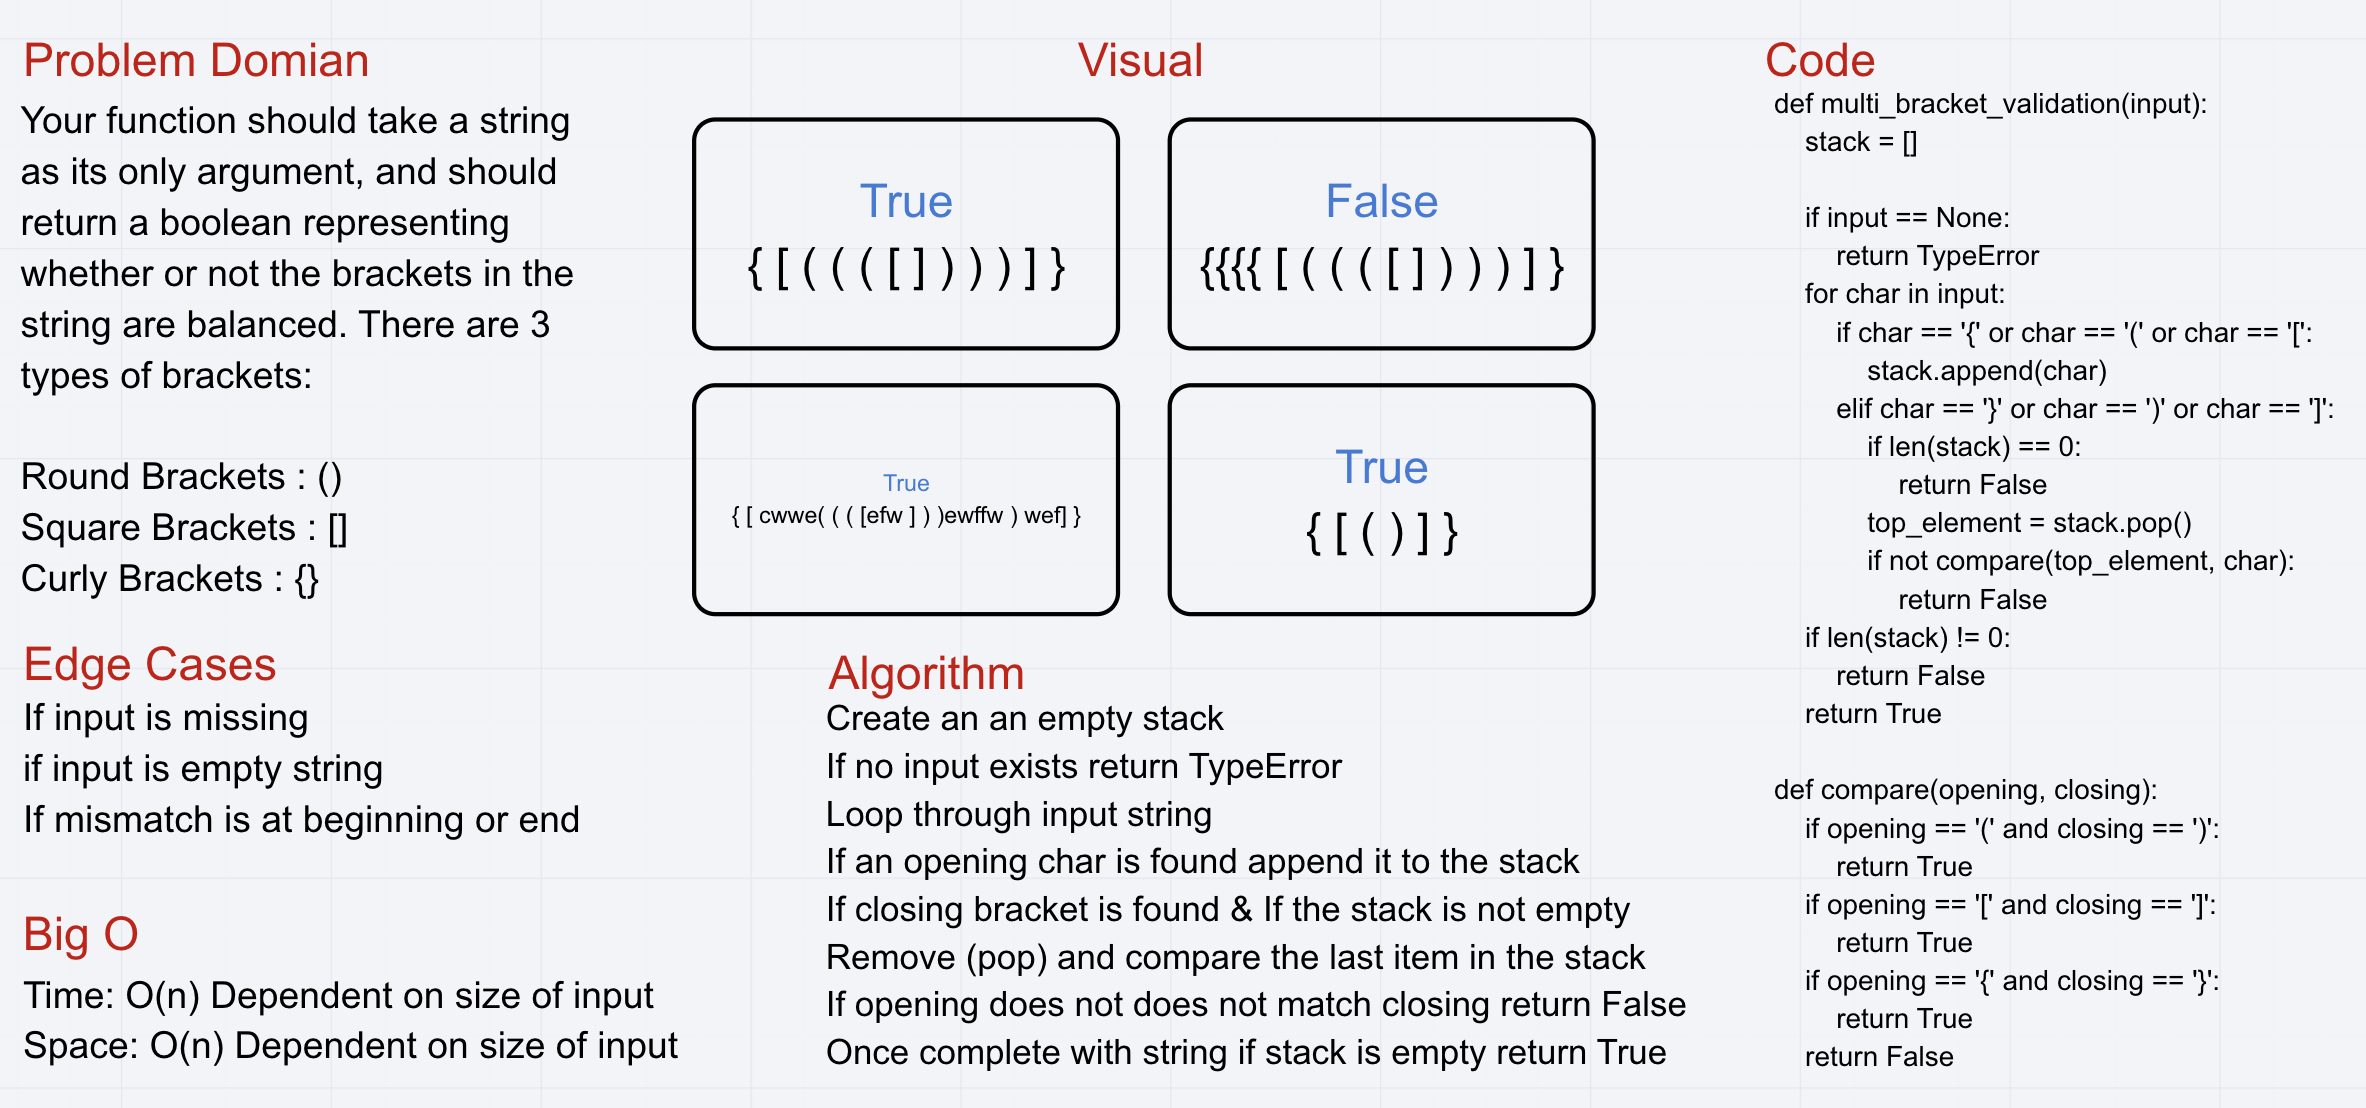 Problem Domian
Your function should take a string
as its only argument, and should
return a boolean representing
whether or not the brackets in the
string are balanced. There are 3
types of brackets:
Round Brackets : ()
Square Brackets : []
Curly Brackets : {}
Edge Cases
If input is missing
if input is empty string
If mismatch is at beginning or end
Big O
Time: O(n) Dependent on size of input
Space: O(n) Dependent on size of input
Visual
True
{ [ ( ( ( [ ] ) ) ) ] }
False
{{{{ [ ( ( ( [ ] ) ) ) ] }
True
{ [ cwwe( ( ( [efw ] ) )ewffw ) wef] }
True
{ [ ( ) ] }
Algorithm
Create an an empty stack
If no input exists return TypeError
Loop through input string
If an opening char is found append it to the stack
If closing bracket is found & If the stack is not empty
Remove (pop) and compare the last item in the stack
If opening does not does not match closing return False
Once complete with string if stack is empty return True
Code
def multi_bracket_validation(input):
stack = []
if input == None:
return TypeError
for char in input:
if char == '{' or char == '(' or char == '[':
stack.append(char)
elif char == '}' or char == ')' or char == ']':
if len(stack) == 0:
return False
top_element = stack.pop()
if not compare(top_element, char):
return False
if len(stack) != 0:
return False
return True
def compare(opening, closing):
if opening == '(' and closing == ')':
return True
if opening == '[' and closing == ']':
return True
if opening == '{' and closing == '}':
return True
return False